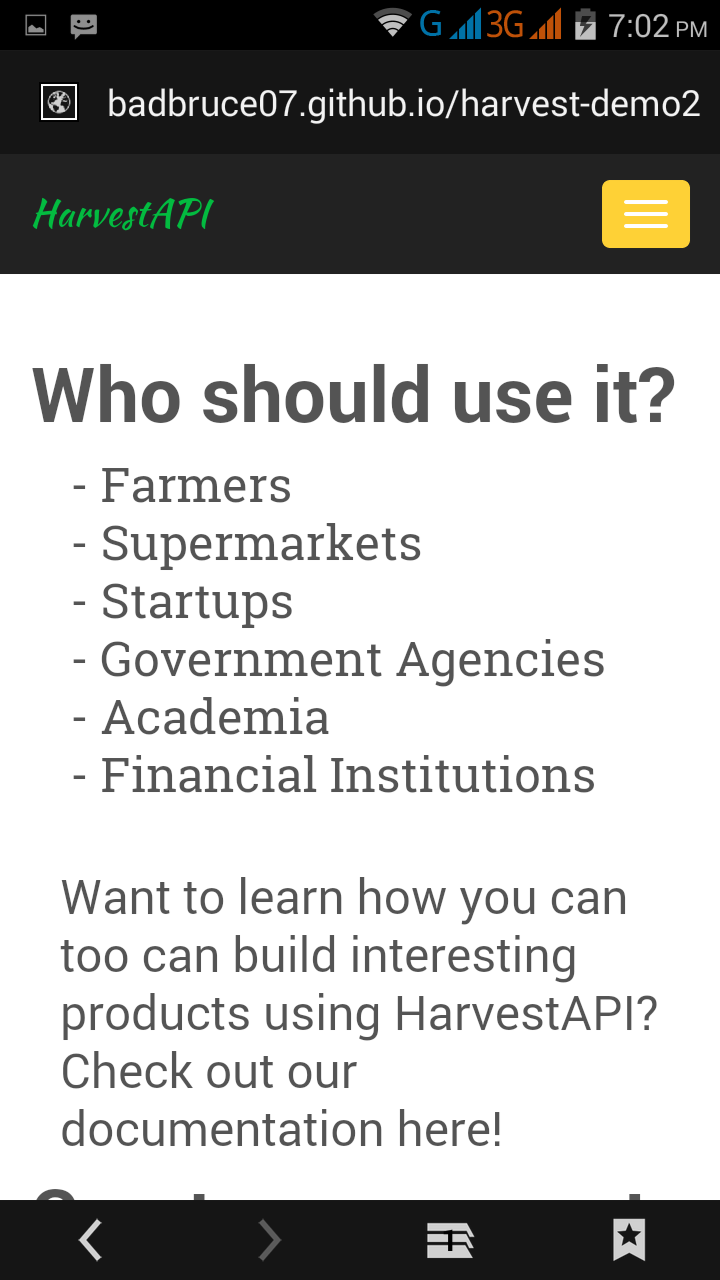 G 3G 7:02 PM
badbruce07.github.io/harvest-demo2
HarvestAPI
Who should use it?
- Farmers
- Supermarkets
- Startups
- Government Agencies
- Academia
- Financial Institutions
Want to learn how you can
too can build interesting
products using HarvestAPI?
Check out our
documentation here!
1